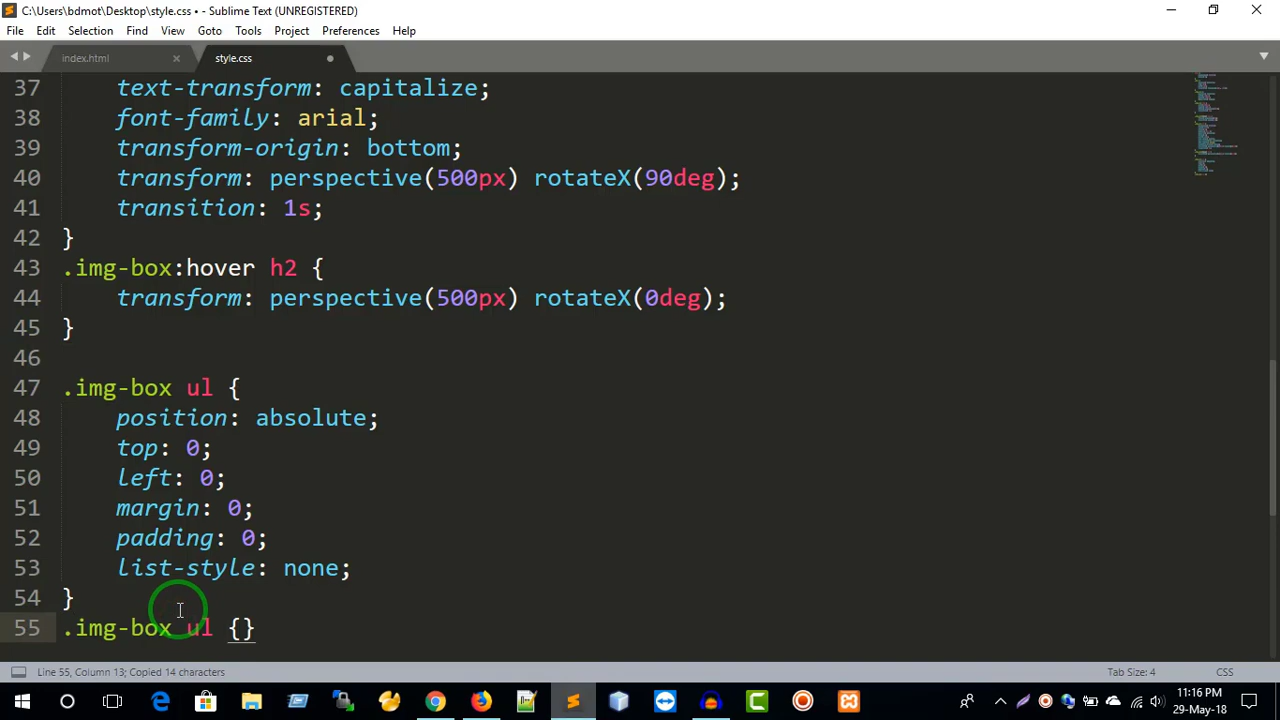 C:\Users\bdmot\Desktop\style.css • - Sublime Text (UNREGISTERED)
File Edit Selection Find View Goto Tools Project Preferences Help
index.html style.css
37 text-transform: capitalize;
38 font-family: arial;
39 transform-origin: bottom;
40 transform: perspective(500px) rotateX(90deg);
41 transition: 1s;
42 }
43 .img-box:hover h2 {
44 transform: perspective(500px) rotateX(0deg);
45 }
46
47 .img-box ul {
48 position: absolute;
49 top: 0;
50 left: 0;
51 margin: 0;
52 padding: 0;
53 list-style: none;
54 }
55 .img-box ul {}
Line 55, Column 13; Copied 14 characters Tab Size: 4 CSS
11:16 PM
29-May-18